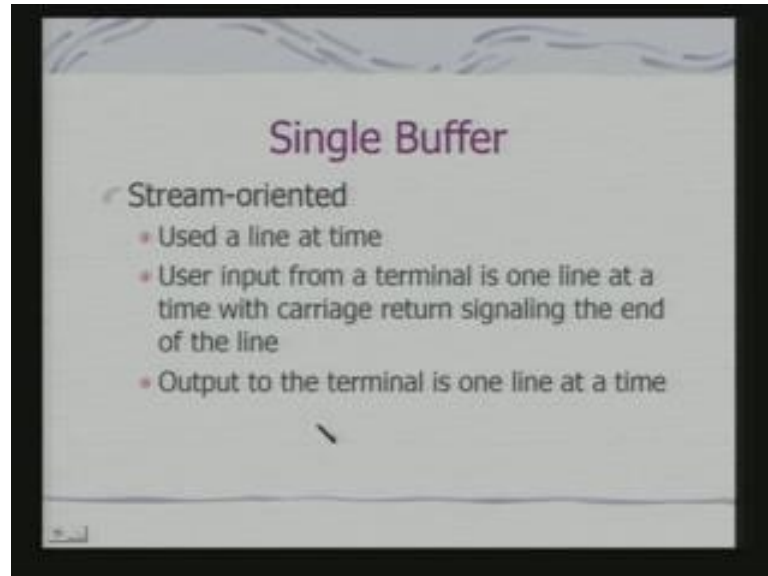 Single Buffer
Stream-oriented
Used a line at time
User input from a terminal is one line at a
time with carriage return signaling the end
of the line
Output to the terminal is one line at a time